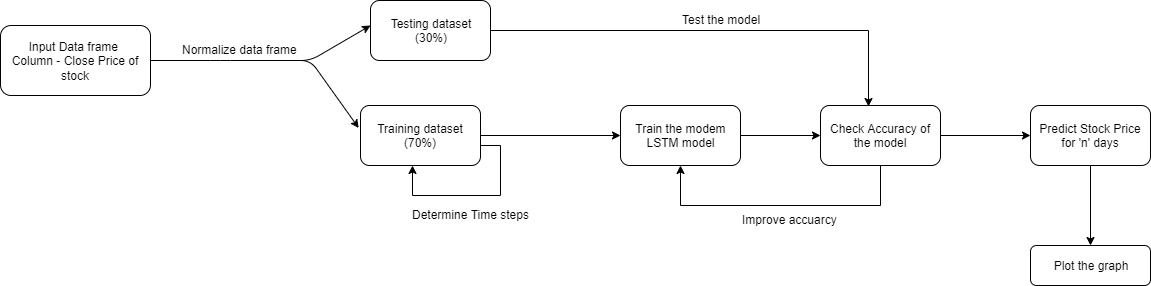 Input Data frame
Column - Close Price of
stock
Normalize data frame
Testing dataset
(30%)
Test the model
Training dataset
(70%)
Determine Time steps
Train the modem
LSTM model
Check Accuracy of
the model
Improve accuarcy
Predict Stock Price
for 'n' days
Plot the graph